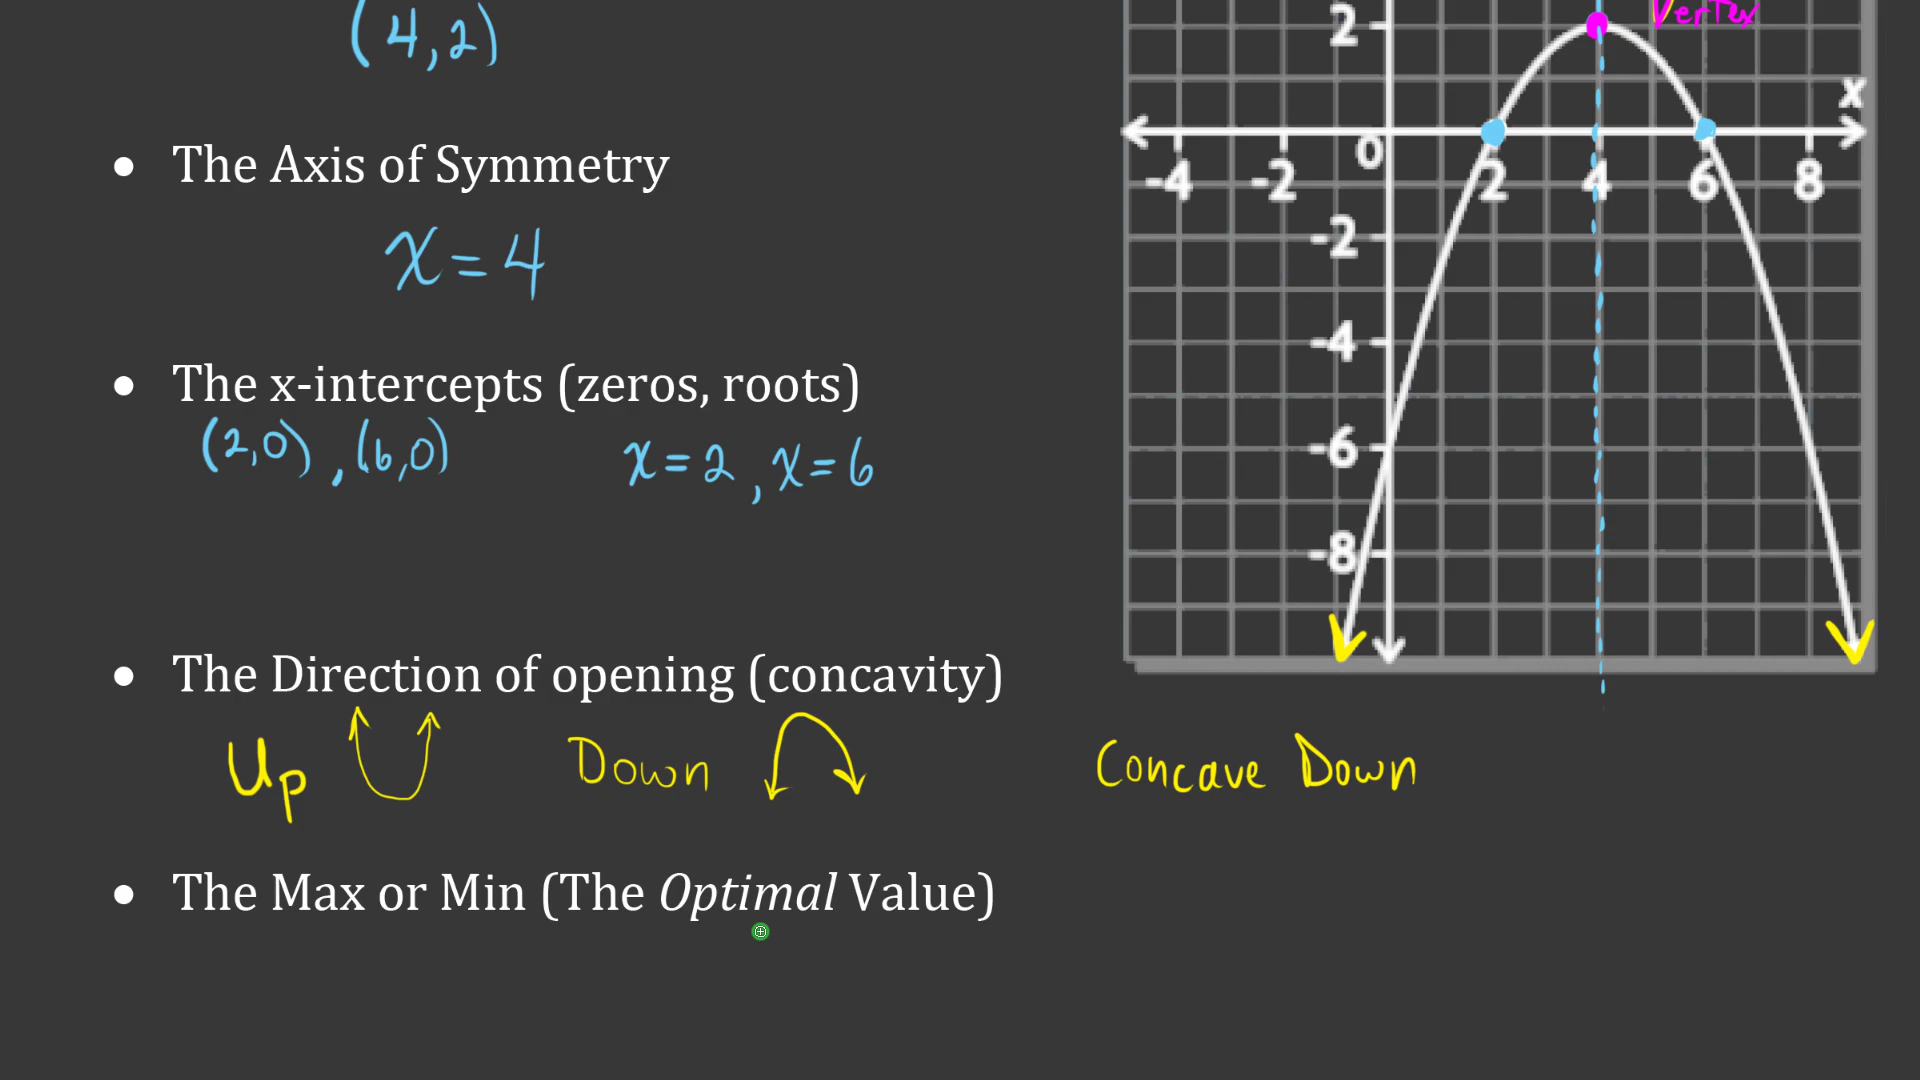 (4,2)
• The Axis of Symmetry
x = 4
• The x-intercepts (zeros, roots)
(2,0) , (6,0) x = 2 , x = 6
• The Direction of opening (concavity)
Up Down Concave Down
• The Max or Min (The Optimal Value)
Vertex
2
x
0
-4 -2 2 4 6 8
-2
-4
-6
-8